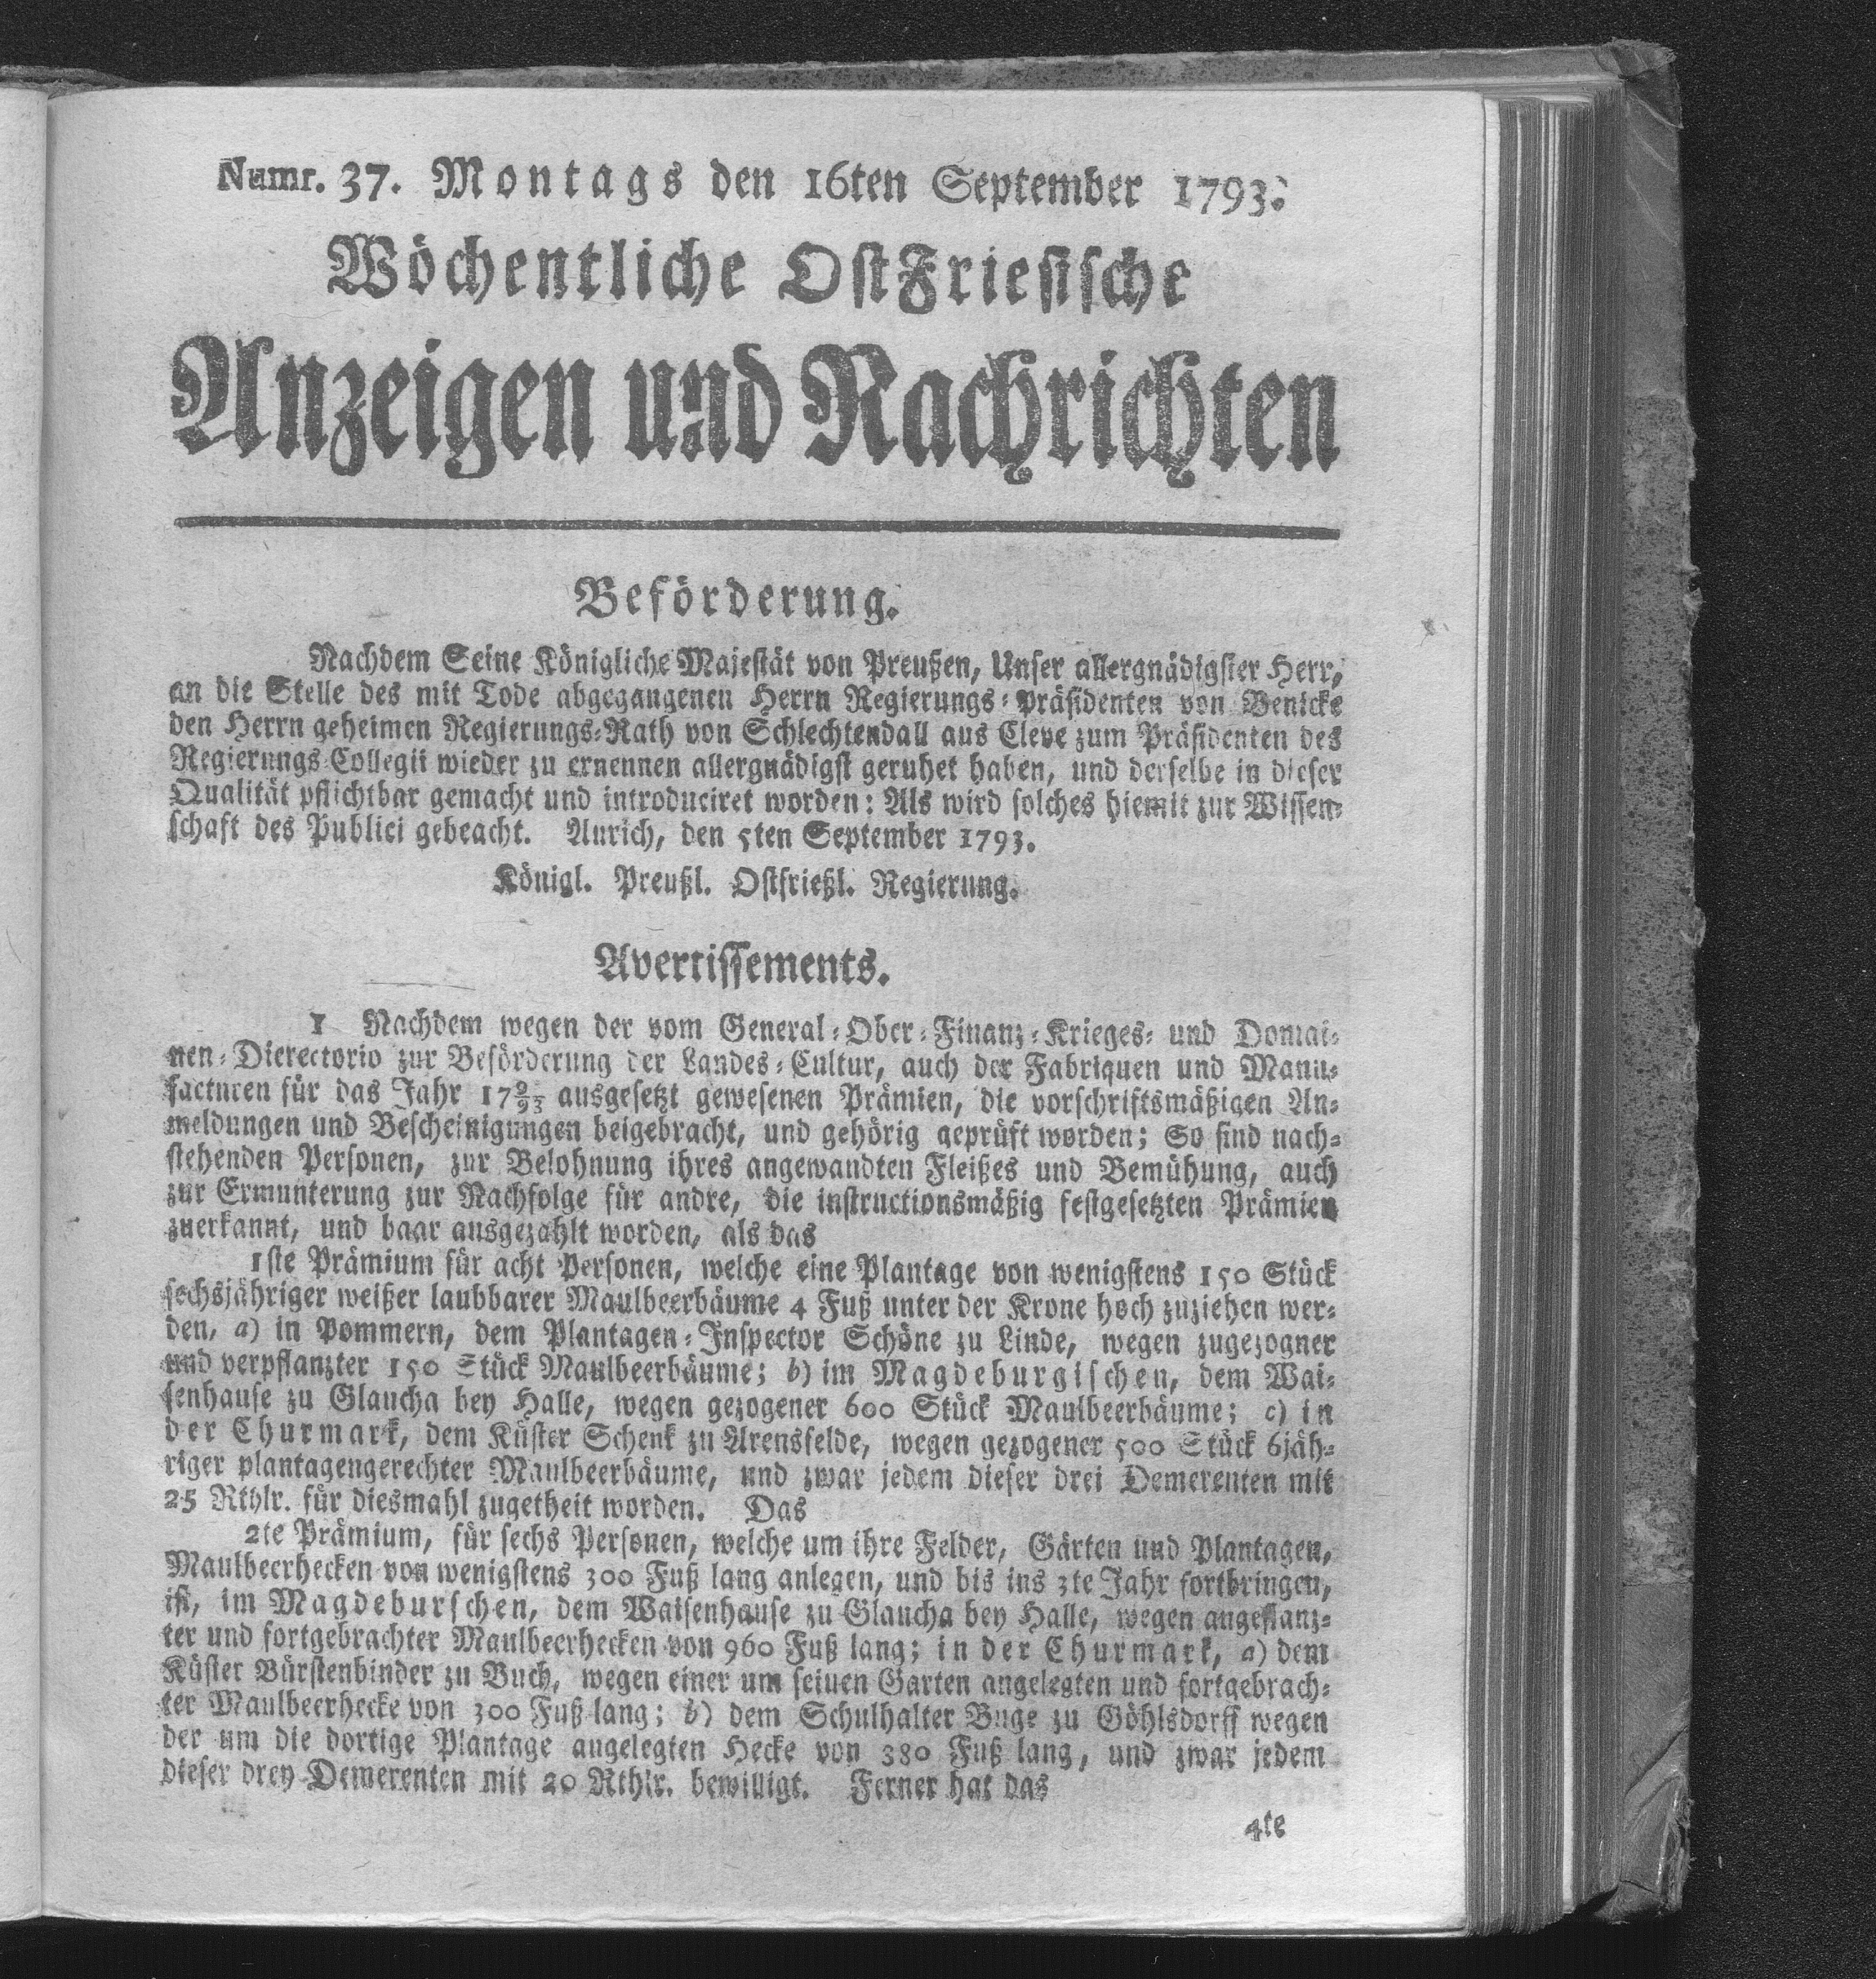 Numr. 37. Montags den 16ten September 1793.
Wöchentliche OstFriesische
Anzeigen und Nachrichten
Beförderung.
Nachdem Seine Königliche Majestät von Preußen, Unser allergnädigster Herr,
an die Stelle des mit Tode abgegangenen Herrn Regierungs-Präsidenten von Benicke
den Herrn geheimen Regierungs-Rath von Schlechtendall aus Cleve zum Präsidenten des
Regierungs-Collegii wieder zu ernennen allergnädigst geruhet haben, und derselbe in dieser
Qualität pflichtbar gemacht und introduciret worden: Als wird solches hiemit zur Wissen-
schaft des Publici gebeacht. Aurich, den 5ten September 1793.
Königl. Preußl. Ostfrießl. Regierung.
Avertissements.
1 Nachdem wegen der vom General-Ober-Finanz-Krieges- und Domai-
nen-Dierectorio zur Beförderung der Landes-Cultur, auch der Fabriquen und Manu-
facturen für das Jahr 179⅔ ausgesetzt gewesenen Prämien, die vorschriftsmäßigen An-
meldungen und Bescheinigungen beigebracht, und gehörig geprüft worden; So sind nach-
stehenden Personen, zur Belohnung ihres angewandten Fleißes und Bemühung, auch
zur Ermunterung zur Nachfolge für andre, die instructionsmäßig festgesetzten Prämien
zuerkannt, und baar ausgezahlt worden, als das
1ste Prämium für acht Personen, welche eine Plantage von wenigstens 150 Stück
sechsjähriger weißer laubbarer Maulbeerbäume 4 Fuß unter der Krone hoch zuziehen wer-
den, a) in Pommern, dem Plantagen-Inspector Schöne zu Linde, wegen zugezogner
und verpflanzter 150 Stück Maulbeerbäume; b) im Magdeburgischen, dem Wai-
senhause zu Glaucha bey Halle, wegen gezogener 600 Stück Maulbeerbäume; c) in
der Churmark, dem Küster Schenk zu Arensfelde, wegen gezogener 500 Stück 6jäh-
riger plantagengerechter Maulbeerbäume, und zwar jedem dieser drei Demerenten mit
25 Rthlr. für diesmahl zugetheit worden. Das
2te Prämium, für sechs Personen, welche um ihre Felder, Gärten und Plantagen,
Maulbeerhecken von wenigstens 300 Fuß lang anlegen, und bis ins 3te Jahr fortbringen,
ist, im Magdeburschen, dem Waisenhause zu Glaucha bey Halle, wegen angeflanz-
ter und fortgebrachter Maulbeerhecken von 960 Fuß lang; in der Churmark, a) dem
Küster Bürstenbinder zu Buch, wegen einer um seiuen Garten angelegten und fortgebrach-
ter Maulbeerhecke von 300 Fuß lang; b) dem Schulhalter Buge zu Göhlsdorff wegen
der um die dortige Plantage angelegten Hecke von 380 Fuß lang, und zwar jedem
dieser drey Demerenten mit 20 Rthlr. bewilligt. Ferner hat das
4te